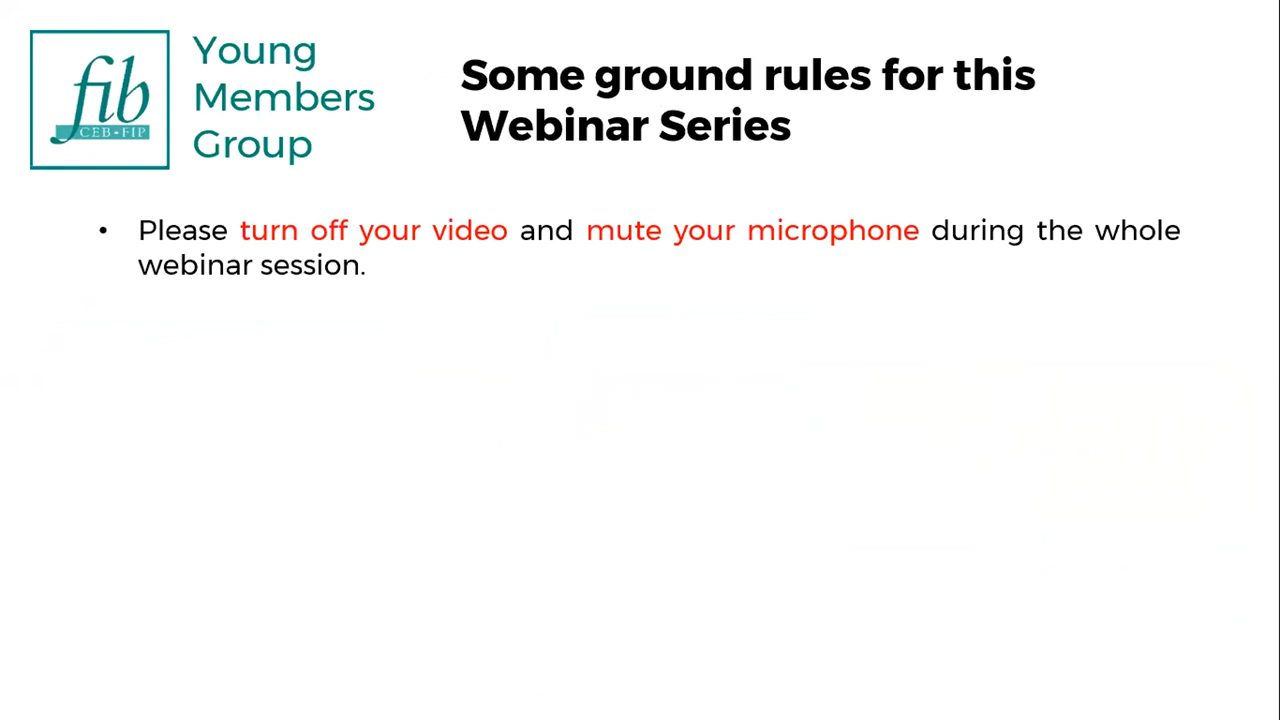 fib
CEB-FIP
Young
Members
Group
Some ground rules for this
Webinar Series
• Please turn off your video and mute your microphone during the whole
webinar session.